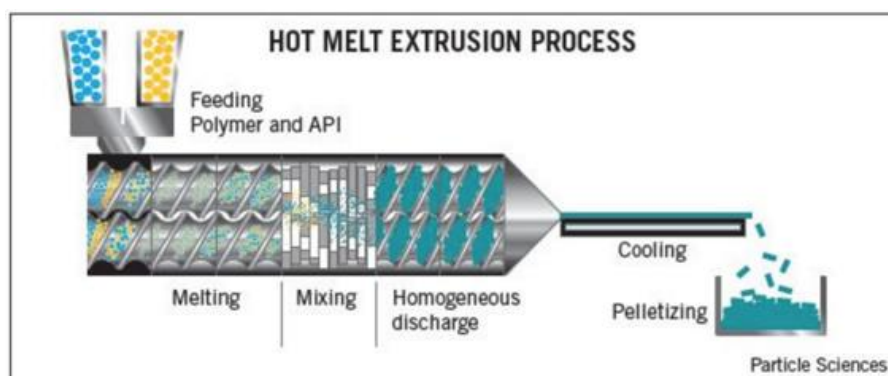 HOT MELT EXTRUSION PROCESS
Feeding
Polymer and API
Melting
Mixing
Homogeneous
discharge
Cooling
Pelletizing
Particle Sciences